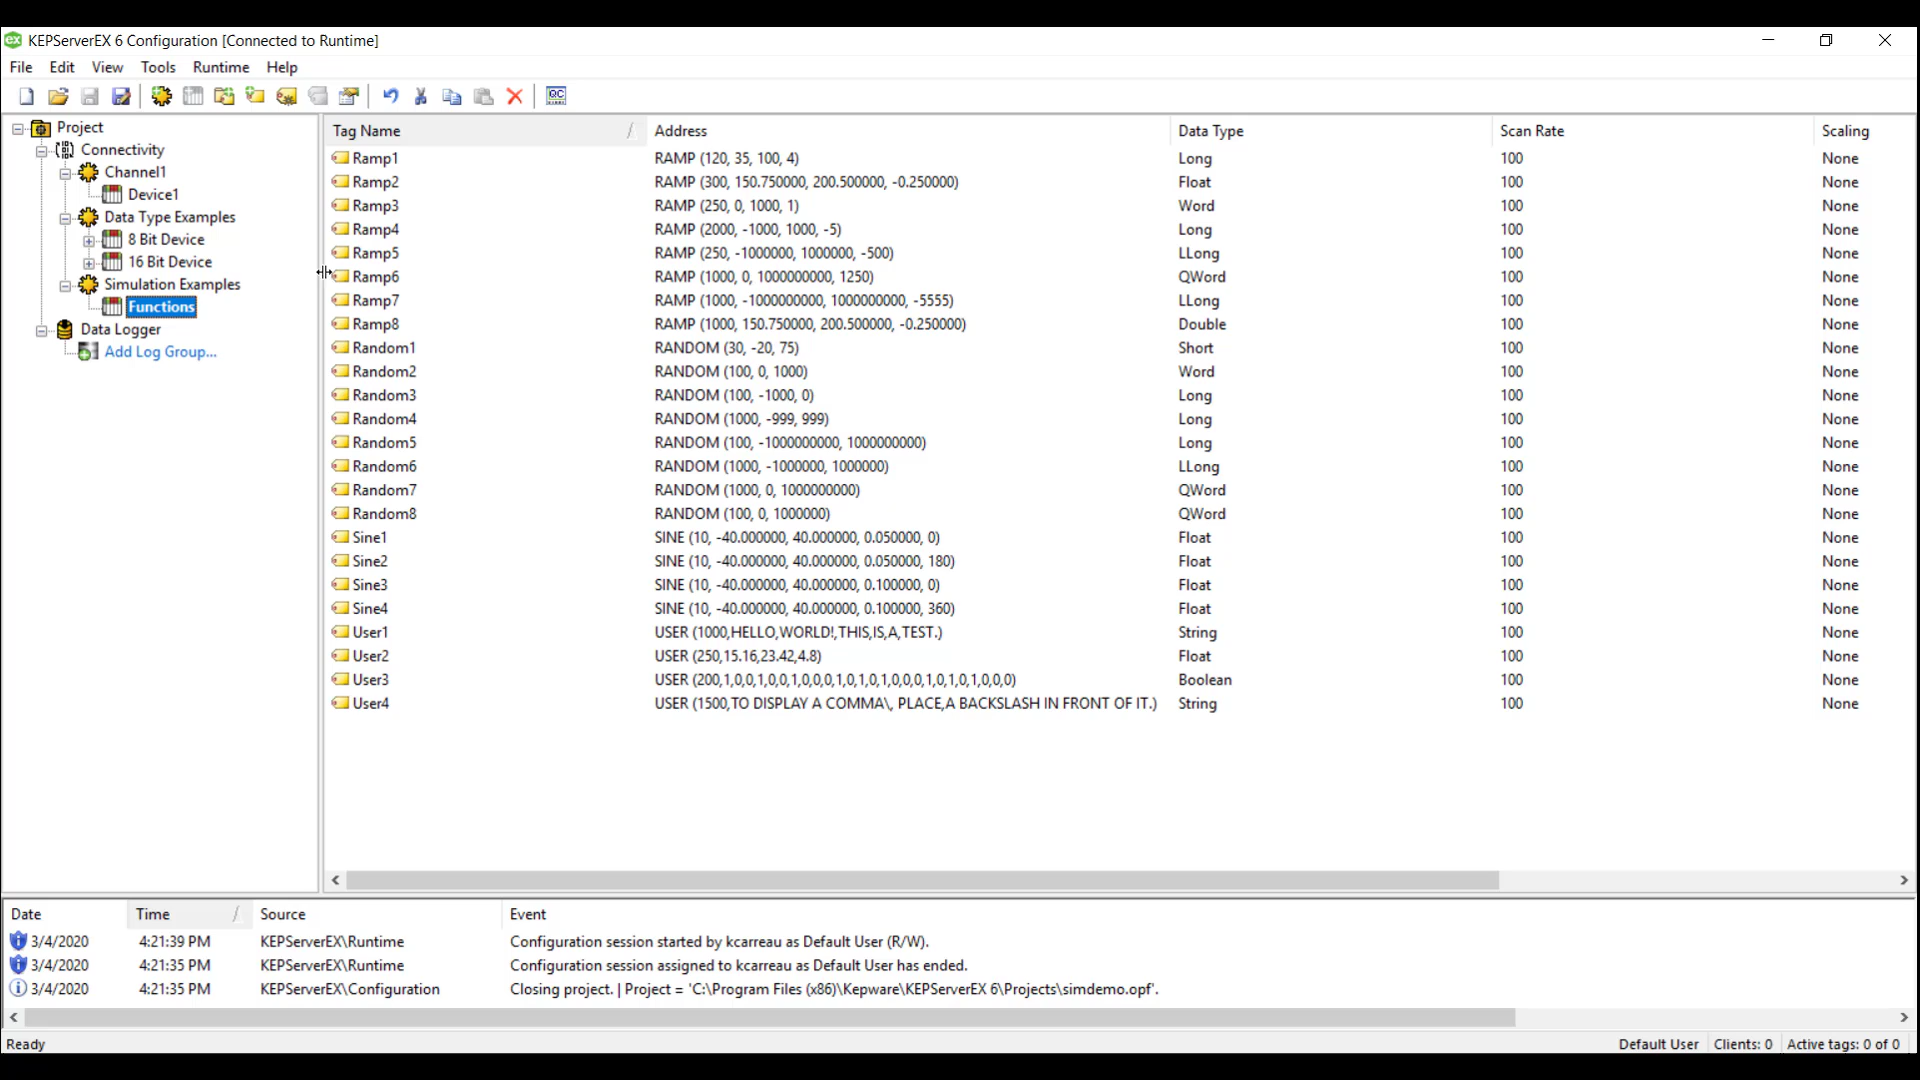 KEPServerEX 6 Configuration [Connected to Runtime]
File Edit View Tools Runtime Help
QC
Project
Connectivity
Channel1
Device1
Data Type Examples
8 Bit Device
16 Bit Device
Simulation Examples
Functions
Data Logger
Add Log Group...
Tag Name Address Data Type Scan Rate Scaling
Ramp1 RAMP (120, 35, 100, 4) Long 100 None
Ramp2 RAMP (300, 150.750000, 200.500000, -0.250000) Float 100 None
Ramp3 RAMP (250, 0, 1000, 1) Word 100 None
Ramp4 RAMP (2000, -1000, 1000, -5) Long 100 None
Ramp5 RAMP (250, -1000000, 1000000, -500) LLong 100 None
Ramp6 RAMP (1000, 0, 1000000000, 1250) QWord 100 None
Ramp7 RAMP (1000, -1000000000, 1000000000, -5555) LLong 100 None
Ramp8 RAMP (1000, 150.750000, 200.500000, -0.250000) Double 100 None
Random1 RANDOM (30, -20, 75) Short 100 None
Random2 RANDOM (100, 0, 1000) Word 100 None
Random3 RANDOM (100, -1000, 0) Long 100 None
Random4 RANDOM (1000, -999, 999) Long 100 None
Random5 RANDOM (100, -1000000000, 1000000000) Long 100 None
Random6 RANDOM (1000, -1000000, 1000000) LLong 100 None
Random7 RANDOM (1000, 0, 1000000000) QWord 100 None
Random8 RANDOM (100, 0, 1000000) QWord 100 None
Sine1 SINE (10, -40.000000, 40.000000, 0.050000, 0) Float 100 None
Sine2 SINE (10, -40.000000, 40.000000, 0.050000, 180) Float 100 None
Sine3 SINE (10, -40.000000, 40.000000, 0.100000, 0) Float 100 None
Sine4 SINE (10, -40.000000, 40.000000, 0.100000, 360) Float 100 None
User1 USER (1000,HELLO,WORLD!,THIS,IS,A,TEST.) String 100 None
User2 USER (250,15.16,23.42,4.8) Float 100 None
User3 USER (200,1,0,0,1,0,0,1,0,0,0,1,0,1,0,1,0,0,0,1,0,1,0,1,0,0,0) Boolean 100 None
User4 USER (1500,TO DISPLAY A COMMA\, PLACE,A BACKSLASH IN FRONT OF IT.) String 100 None
Date Time Source Event
3/4/2020 4:21:39 PM KEPServerEX\Runtime Configuration session started by kcarreau as Default User (R/W).
3/4/2020 4:21:35 PM KEPServerEX\Runtime Configuration session assigned to kcarreau as Default User has ended.
3/4/2020 4:21:35 PM KEPServerEX\Configuration Closing project. | Project = 'C:\Program Files (x86)\Kepware\KEPServerEX 6\Projects\simdemo.opf'.
Ready Default User Clients: 0 Active tags: 0 of 0